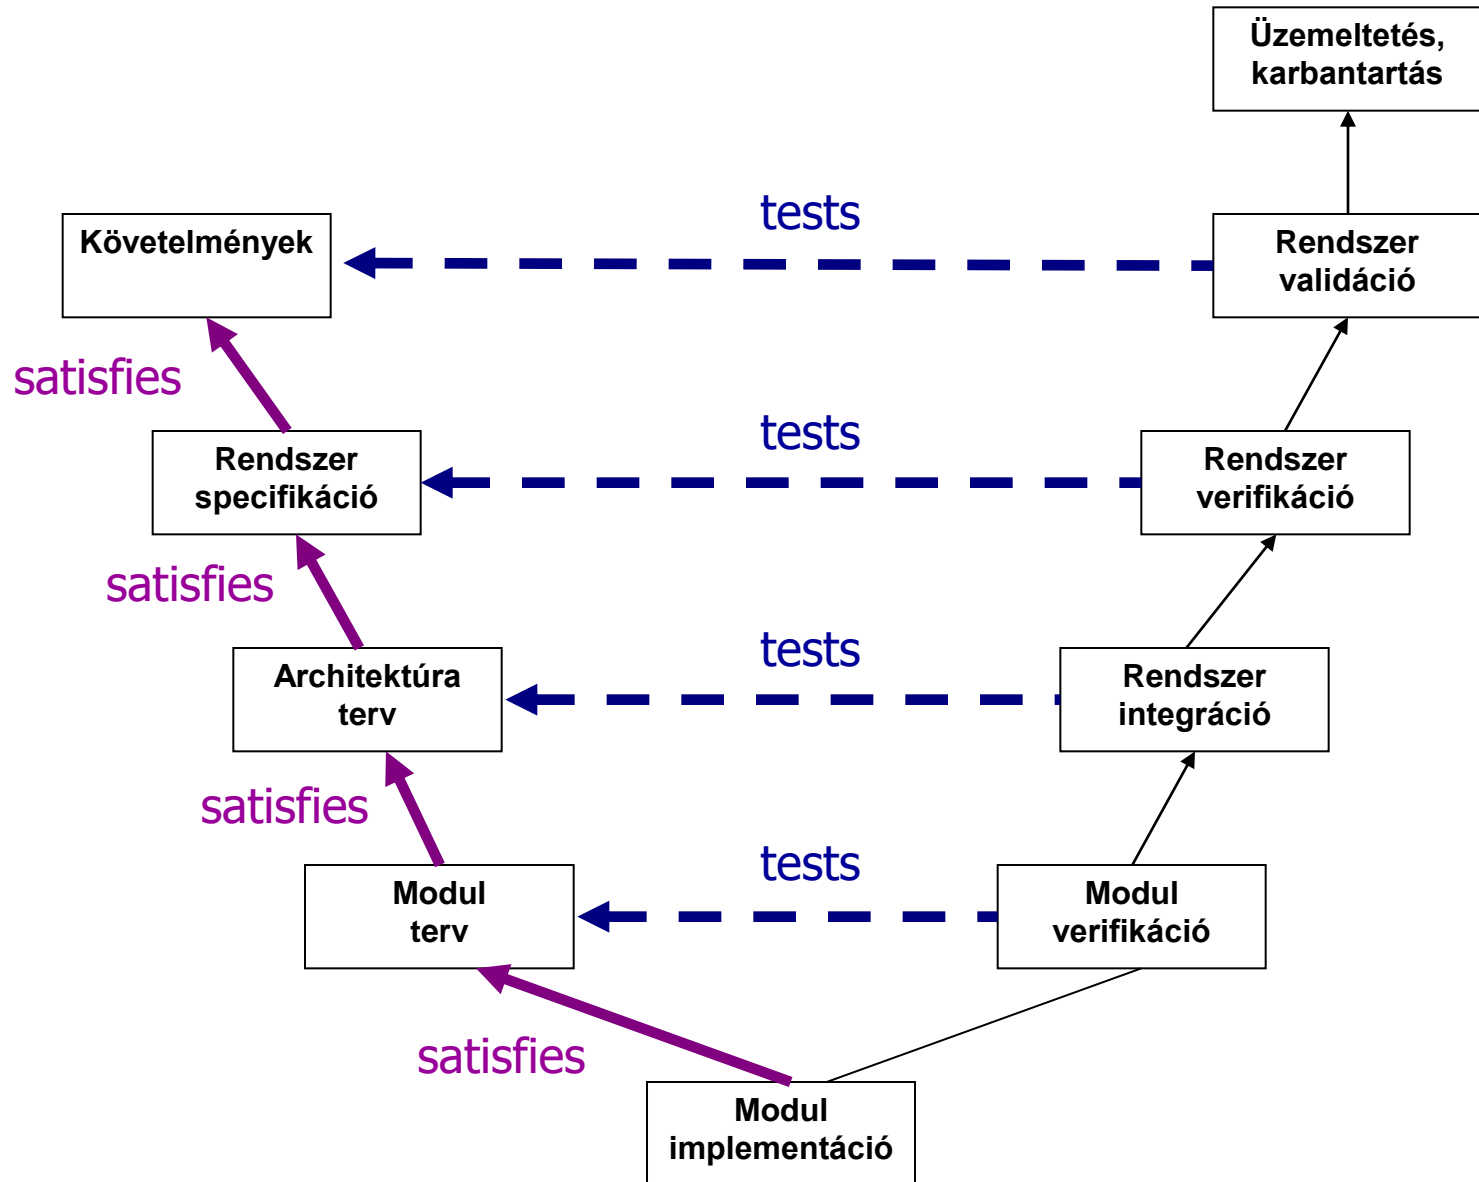 Üzemeltetés,
karbantartás
tests
Követelmények
Rendszer
validáció
satisfies
tests
Rendszer
specifikáció
Rendszer
verifikáció
satisfies
tests
Architektúra
terv
Rendszer
integráció
satisfies
tests
Modul
terv
Modul
verifikáció
satisfies
Modul
implementáció